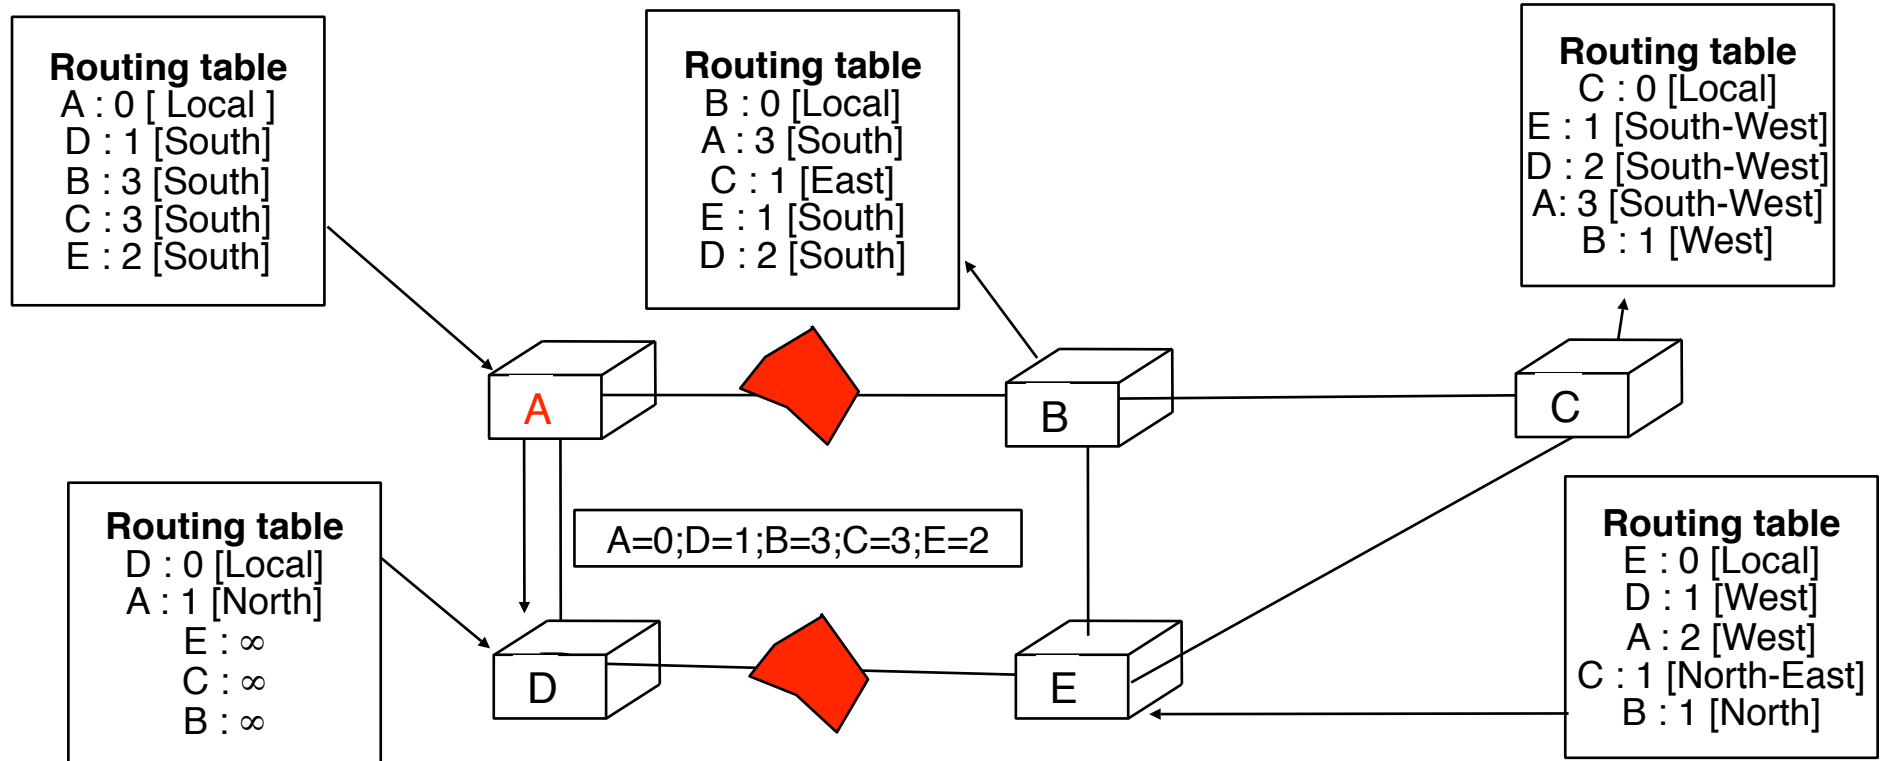 Routing table
A : 0 [ Local ]
D : 1 [South]
B : 3 [South]
C : 3 [South]
E : 2 [South]
Routing table
B : 0 [Local]
A : 3 [South]
C : 1 [East]
E : 1 [South]
D : 2 [South]
Routing table
C : 0 [Local]
E : 1 [South-West]
D : 2 [South-West]
A: 3 [South-West]
B : 1 [West]
A
B
C
A=0;D=1;B=3;C=3;E=2
Routing table
D : 0 [Local]
A : 1 [North]
E : ∞
C : ∞
B : ∞
D
E
Routing table
E : 0 [Local]
D : 1 [West]
A : 2 [West]
C : 1 [North-East]
B : 1 [North]